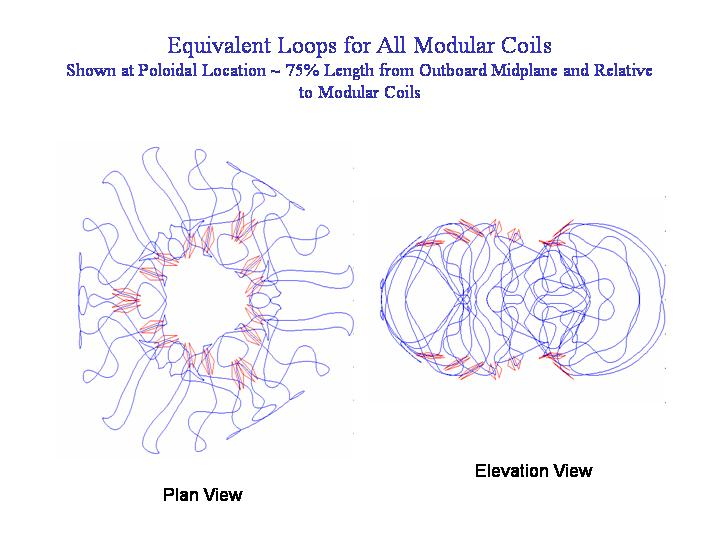 Equivalent Loops for All Modular Coils
Shown at Poloidal Location ~ 75% Length from Outboard Midplane and Relative
to Modular Coils
Elevation View
Plan View